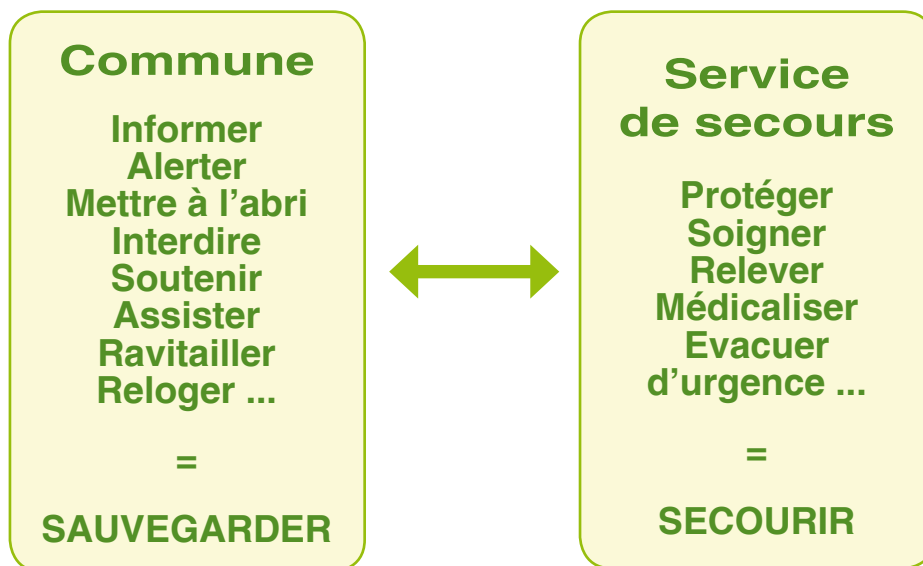 Commune
Informer
Alerter
Mettre à l'abri
Interdire
Soutenir
Assister
Ravitailler
Reloger ...
=
SAUVEGARDER
Service
de secours
Protéger
Soigner
Relever
Médicaliser
Evacuer
d'urgence ...
=
SECOURIR